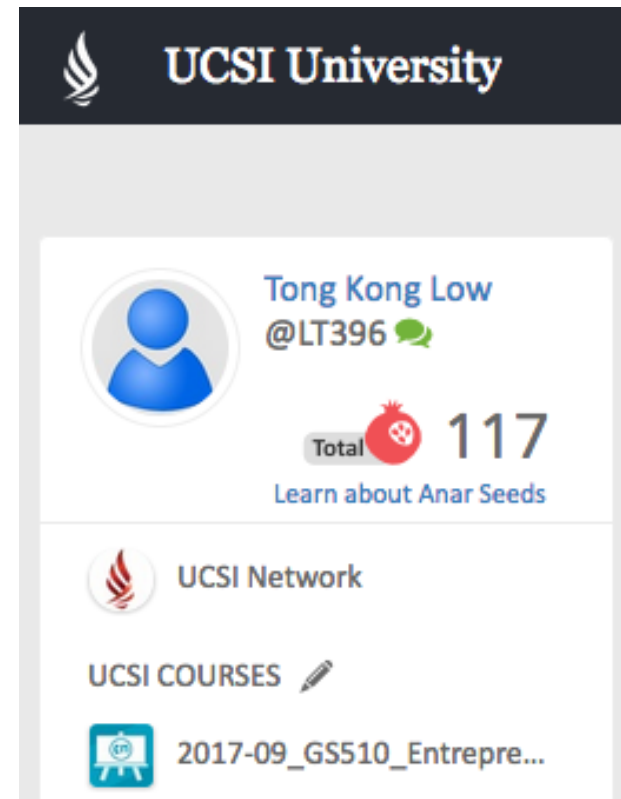 UCSI University
Tong Kong Low
@LT396
Total 117
Learn about Anar Seeds
UCSI Network
UCSI COURSES
2017-09_GS510_Entrepre...